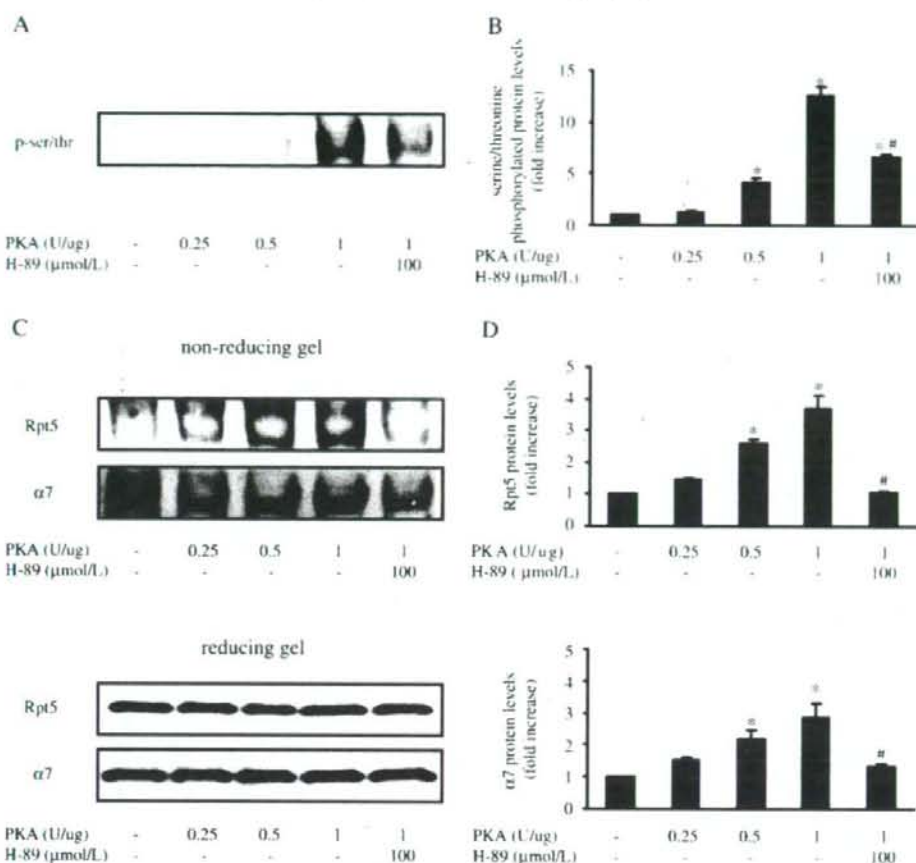 A
p-ser/thr
PKA (U/ug) - 0.25 0.5 1 1
H-89 (μmol/L) - - - - 100
B
serine/threonine
phosphorylated protein levels
(fold increase)
15
10
5
0
* * * #
PKA (U/ug) - 0.25 0.5 1 1
H-89 (μmol/L) - - - - 100
C
non-reducing gel
Rpt5
α7
PKA (U/ug) - 0.25 0.5 1 1
H-89 (μmol/L) - - - - 100
reducing gel
Rpt5
α7
PKA (U/ug) - 0.25 0.5 1 1
H-89 (μmol/L) - - - - 100
D
Rpt5 protein levels
(fold increase)
5
4
3
2
1
0
* * #
PKA (U/ug) - 0.25 0.5 1 1
H-89 ( μmol/L) - - - - 100
α7 protein levels
(fold increase)
5
4
3
2
1
0
* * #
PKA (U/ug) - 0.25 0.5 1 1
H-89 (μmol/L) - - - - 100